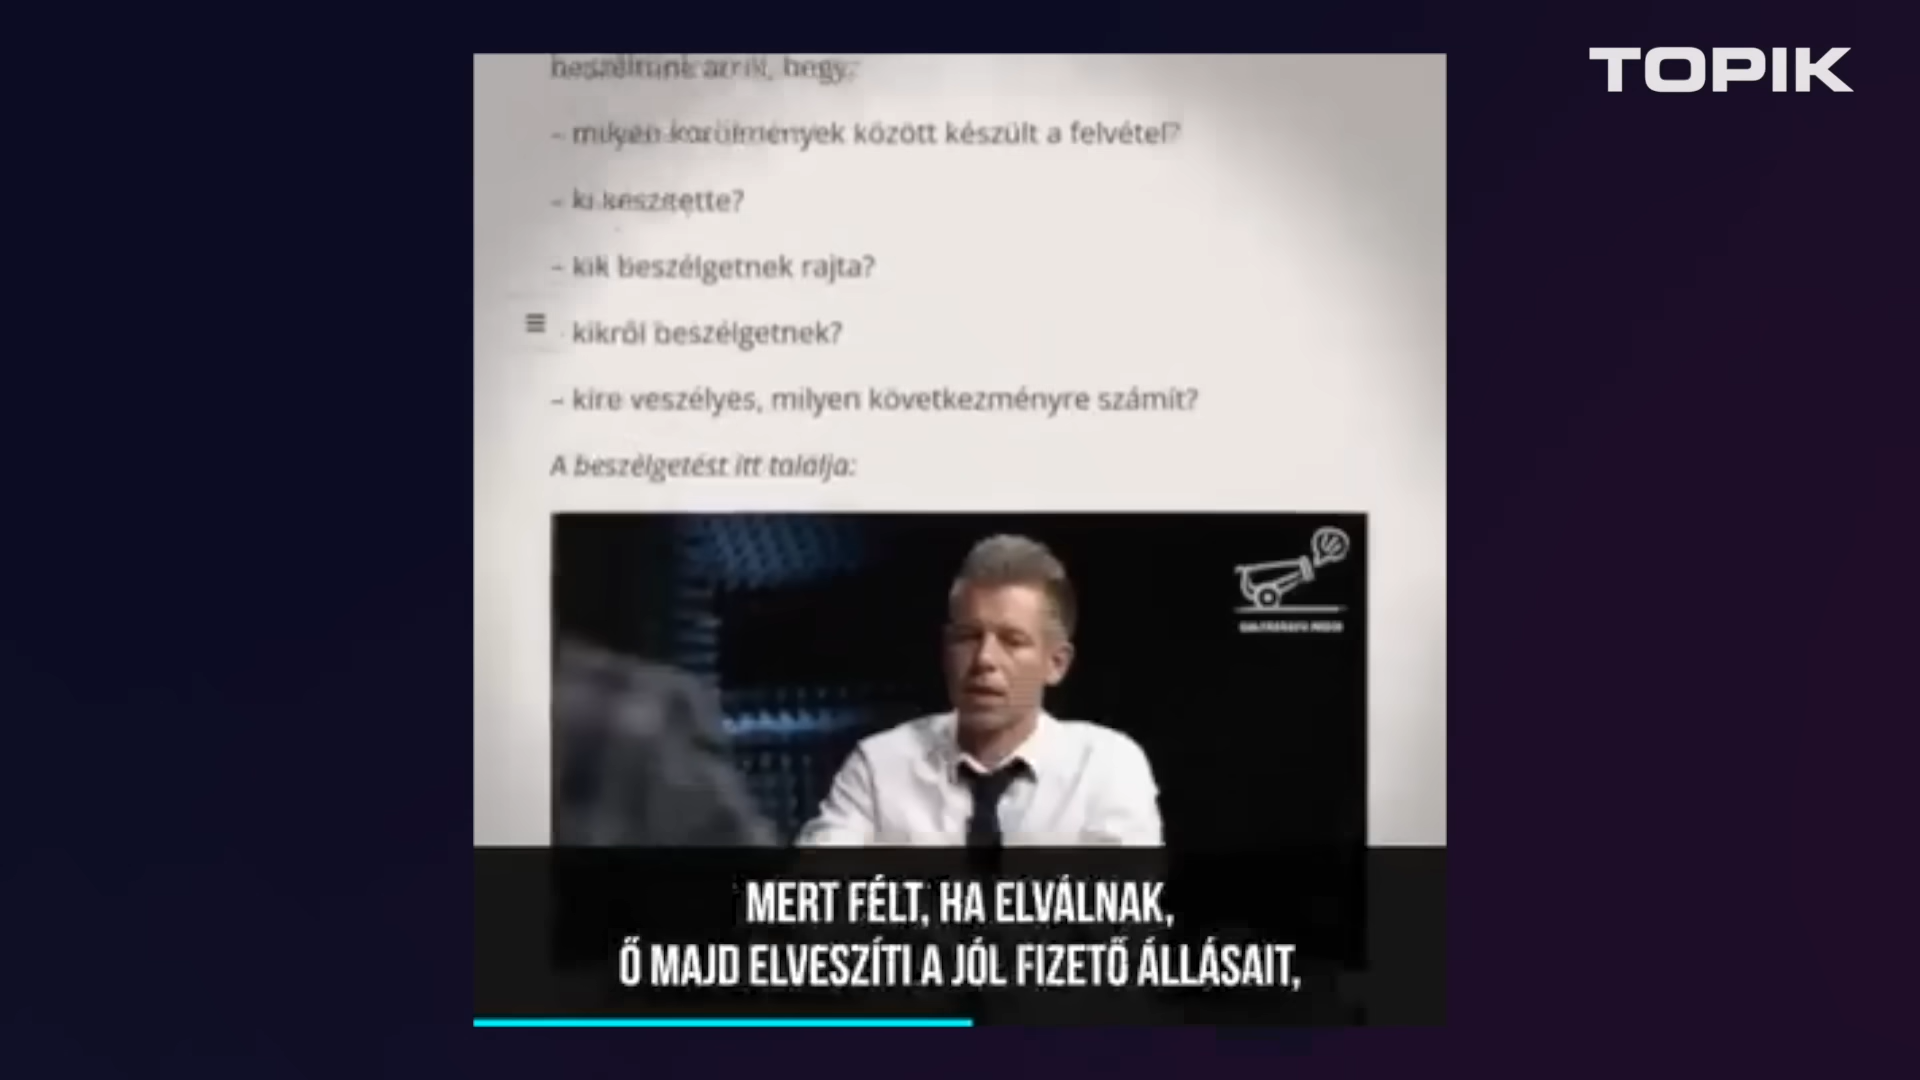 TOPIK
– milyen körülmények között készült a felvétel?
– ki készítette?
– kik beszélgetnek rajta?
kikről beszélgetnek?
– kire veszélyes, milyen következményre számít?
A beszélgetést itt találja:
MERT FÉLT, HA ELVÁLNAK,
Ő MAJD ELVESZÍTI A JÓL FIZETŐ ÁLLÁSAIT,